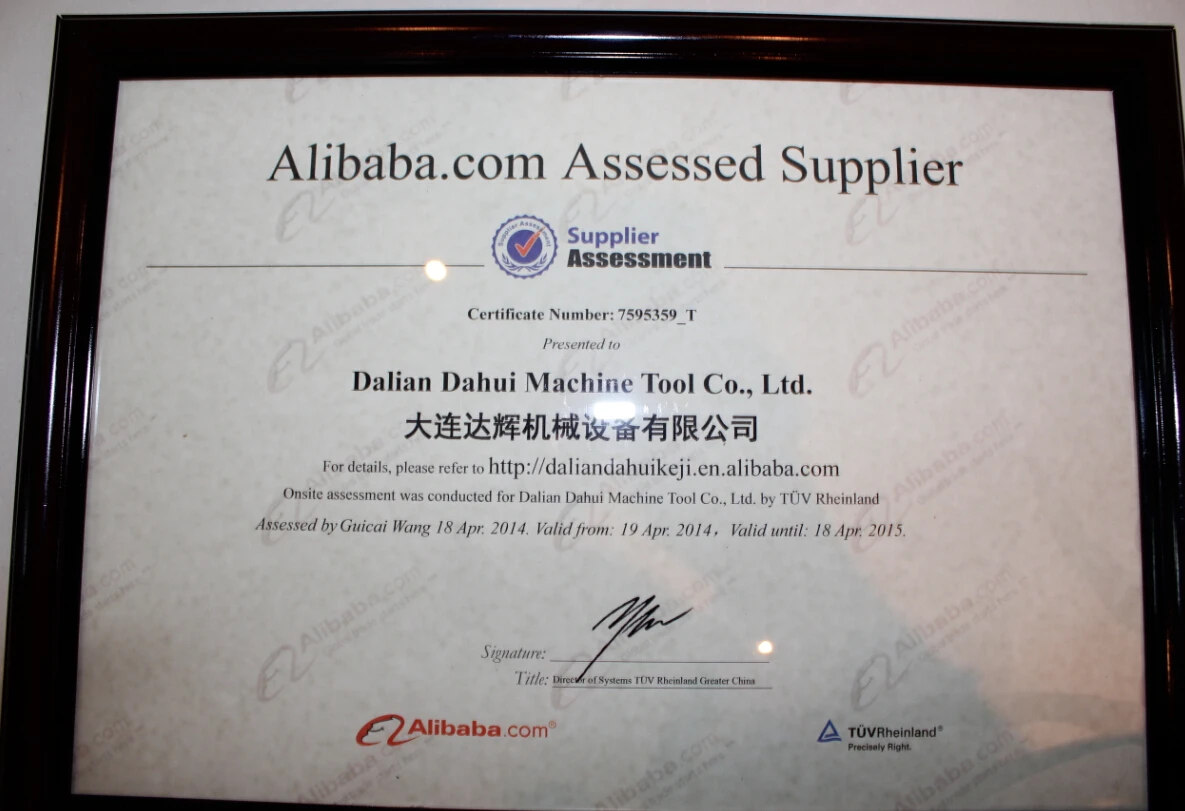 Alibaba.com Assessed Supplier
Supplier Assessment
Supplier
Assessment
Certificate Number: 7595359_T
Presented to
Dalian Dahui Machine Tool Co., Ltd.
大连达辉机械设备有限公司
For details, please refer to http://daliandahuikeji.en.alibaba.com
Onsite assessment was conducted for Dalian Dahui Machine Tool Co., Ltd. by TÜV Rheinland
Assessed by Guicai Wang 18 Apr. 2014. Valid from: 19 Apr. 2014，Valid until: 18 Apr. 2015.
Signature:
Title: Director of Systems TÜV Rheinland Greater China
Alibaba.com®
TÜVRheinland®
Precisely Right.